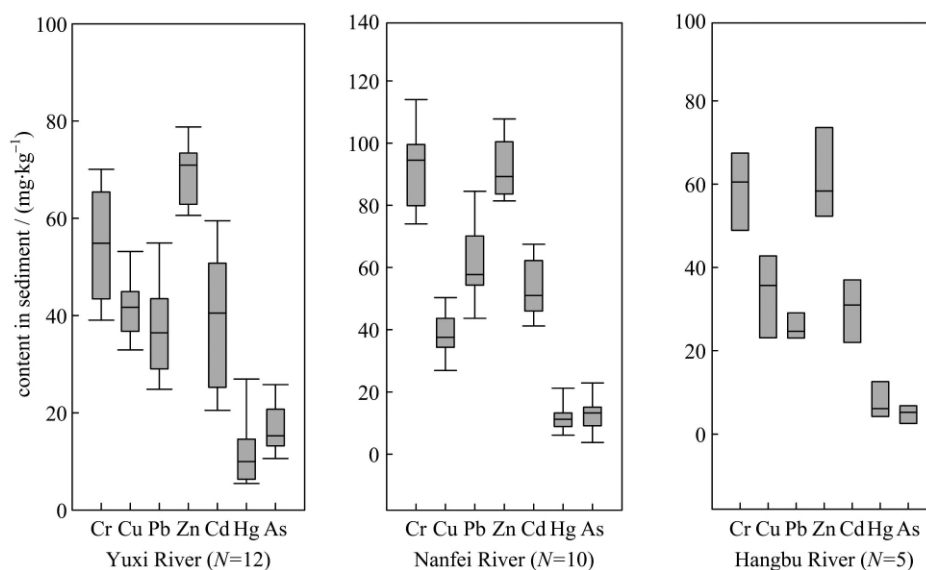 content in sediment / (mg·kg⁻¹)
100
80
60
40
20
0
Cr Cu Pb Zn Cd Hg As
Yuxi River (N=12)
140
120
100
80
60
40
20
0
Cr Cu Pb Zn Cd Hg As
Nanfei River (N=10)
100
80
60
40
20
0
Cr Cu Pb Zn Cd Hg As
Hangbu River (N=5)